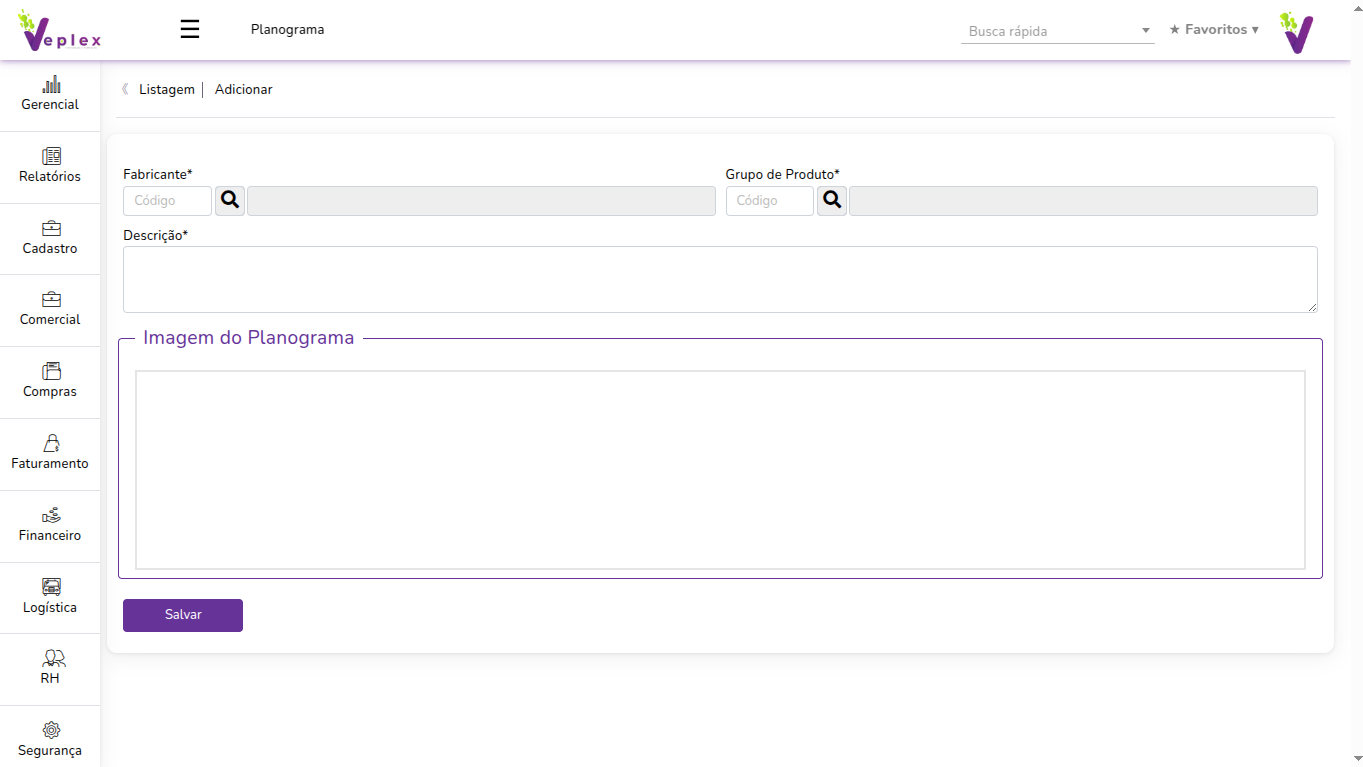 Veplex
Planograma
Busca rápida
★ Favoritos ▾
Gerencial
Relatórios
Cadastro
Comercial
Compras
Faturamento
Financeiro
Logística
RH
Segurança
《 Listagem | Adicionar
Fabricante*
Código
Grupo de Produto*
Código
Descrição*
Imagem do Planograma
Salvar